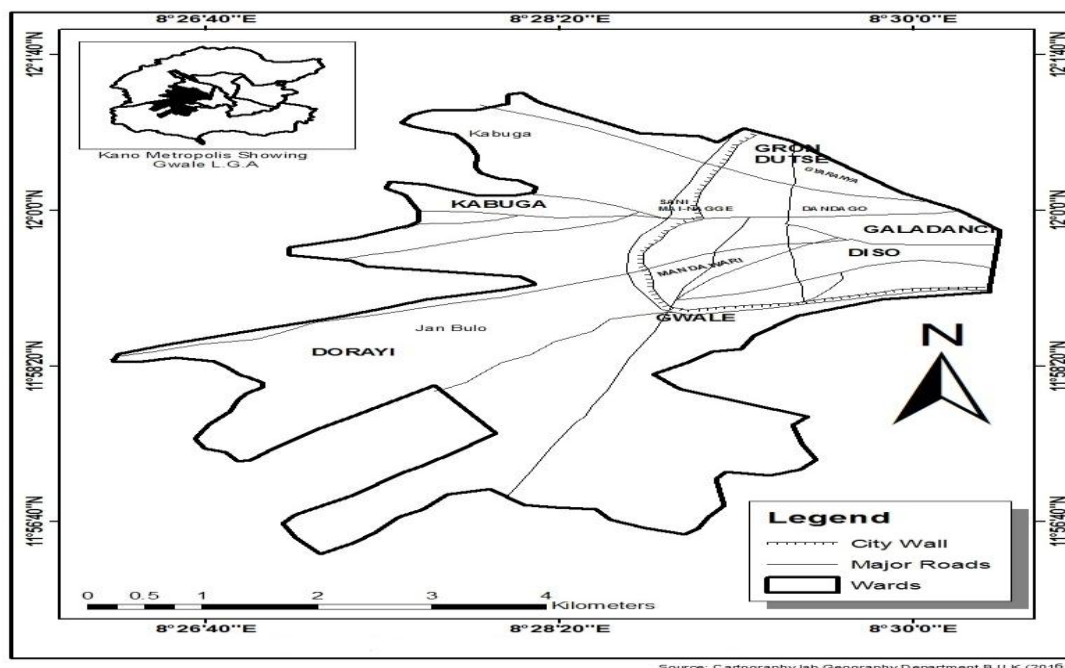 8°26'40"E
8°28'20"E
8°30'0"E
12°1'40"N
12°1'40"N
Kano Metropolis Showing
Gwale L.G.A
Kabuga
GRON
DUTSE
GYARANYA
KABUGA
SANI
MAI-NAGGE
DANDAGO
12°0'0"N
12°0'0"N
GALADANCI
DISO
MANDAWARI
GWALE
Jan Bulo
DORAYI
N
11°58'20"N
11°58'20"N
11°56'40"N
11°56'40"N
Legend
City Wall
Major Roads
Wards
0 0.5 1 2 3 4
Kilometers
8°26'40"E
8°28'20"E
8°30'0"E
Source: Cartography lab Geography Department B.U.K (2016